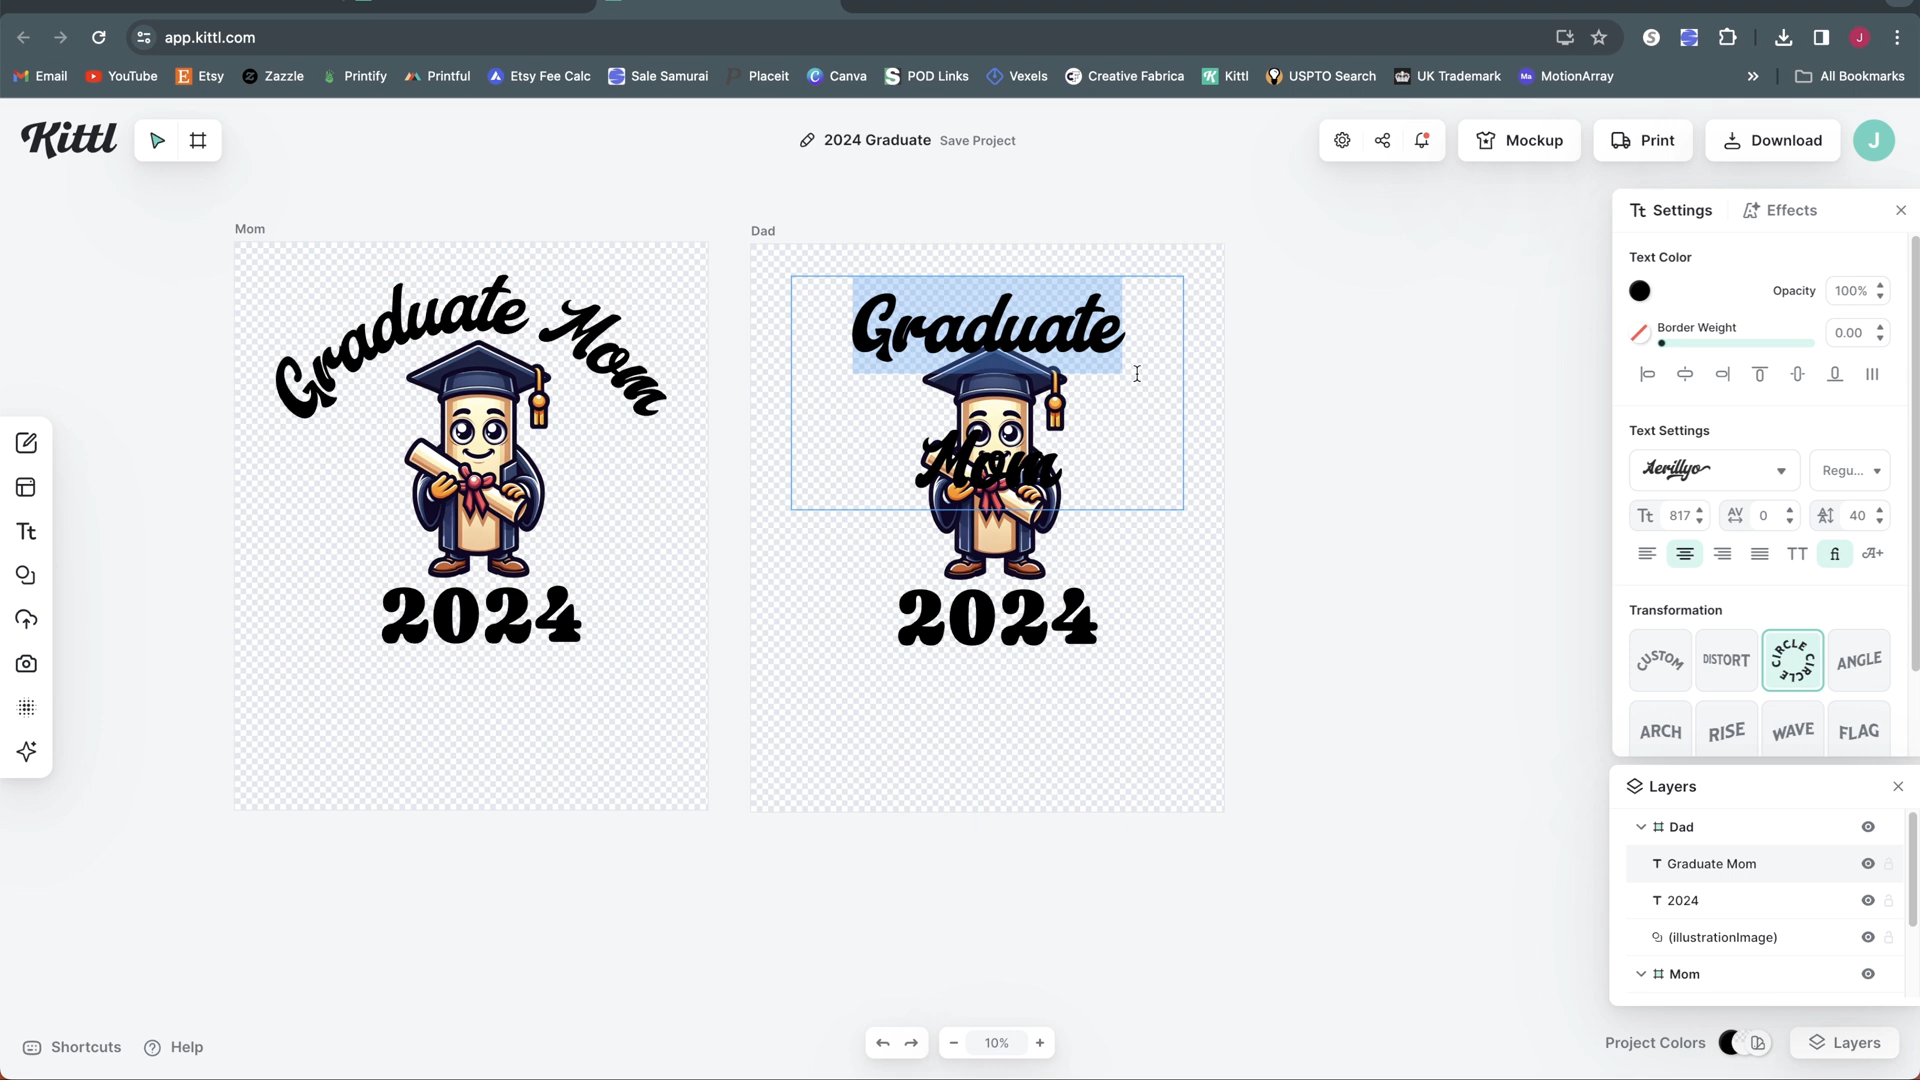 app.kittl.com
J
Email
YouTube
Etsy
Zazzle
Printify
Printful
Etsy Fee Calc
Sale Samurai
Placeit
Canva
POD Links
Vexels
Creative Fabrica
Kittl
USPTO Search
UK Trademark
MotionArray
All Bookmarks
Kittl
2024 Graduate Save Project
Mockup
Print
Download
J
Mom
Graduate Mom
2024
Dad
Graduate
Mom
2024
Settings
Effects
Text Color
Opacity 100%
Border Weight 0.00
Text Settings
Aerillyo
Regu...
817
0
40
Transformation
CUSTOM
DISTORT
CIRCLE CIRCLE
ANGLE
ARCH
RISE
WAVE
FLAG
Layers
Dad
Graduate Mom
2024
(illustrationImage)
Mom
Shortcuts
Help
10%
Project Colors
Layers